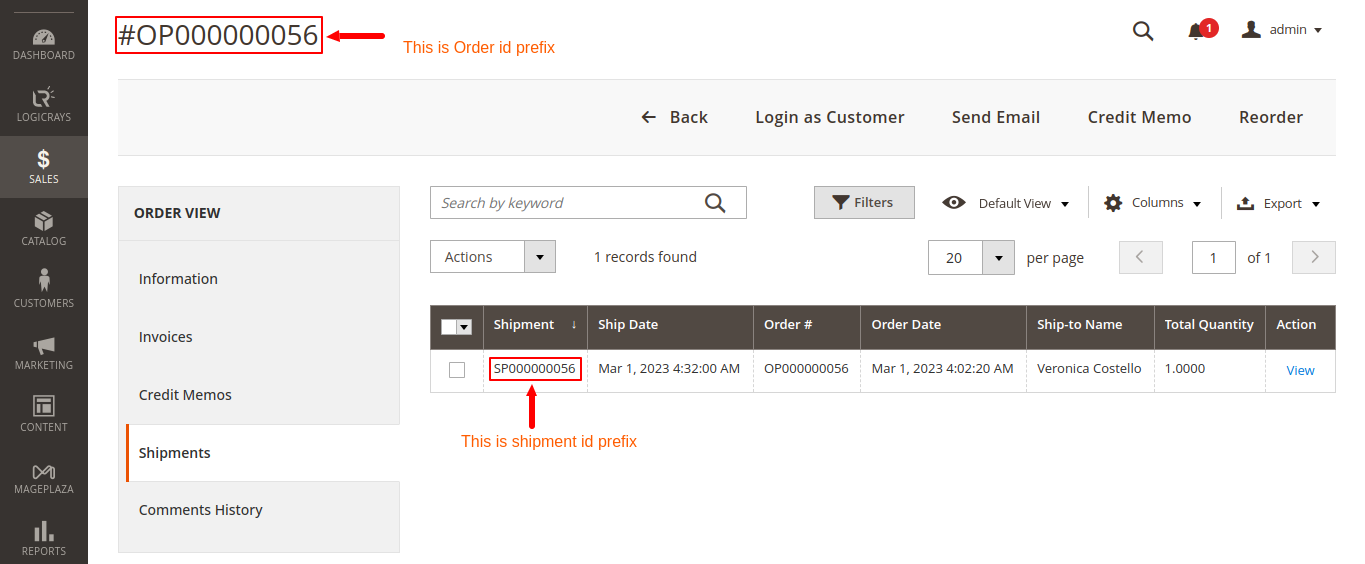 #OP000000056
This is Order id prefix
1
admin
DASHBOARD
LOGICRAYS
$
SALES
CATALOG
CUSTOMERS
MARKETING
CONTENT
MAGEPLAZA
REPORTS
Back Login as Customer Send Email Credit Memo Reorder
ORDER VIEW
Information
Invoices
Credit Memos
Shipments
Comments History
Search by keyword
Filters Default View Columns Export
Actions 1 records found 20 per page 1 of 1
Shipment ↓ Ship Date Order # Order Date Ship-to Name Total Quantity Action
SP000000056 Mar 1, 2023 4:32:00 AM OP000000056 Mar 1, 2023 4:02:20 AM Veronica Costello 1.0000 View
This is shipment id prefix